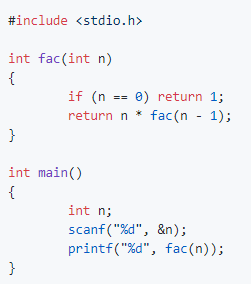 #include <stdio.h>
int fac(int n)
{
if (n == 0) return 1;
return n * fac(n - 1);
}
int main()
{
int n;
scanf("%d", &n);
printf("%d", fac(n));
}